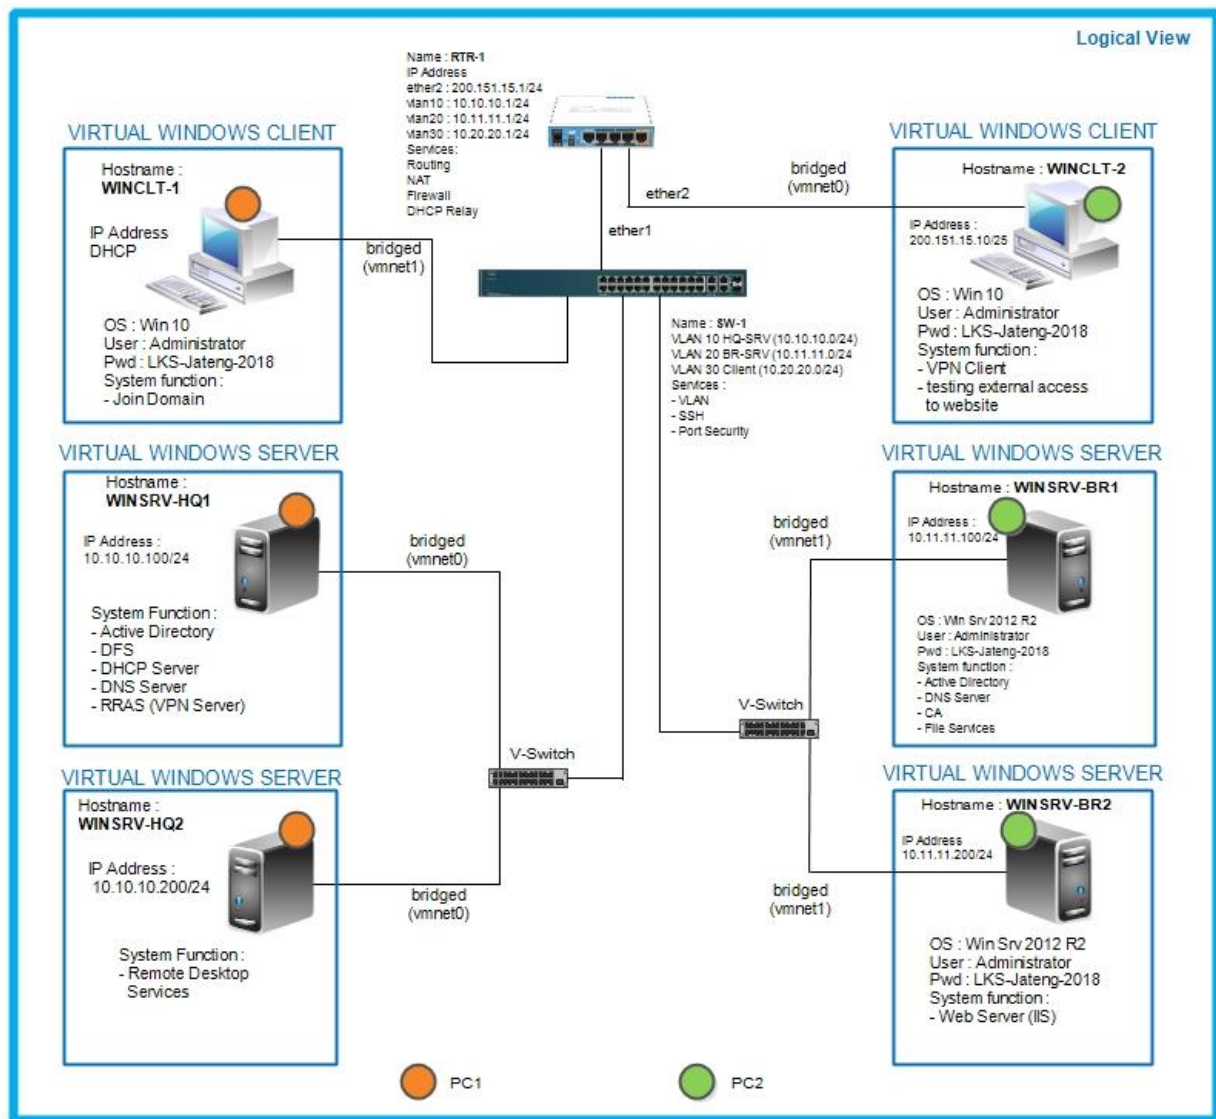 Logical View
Name : RTR-1
IP Address
ether2 : 200.151.15.1/24
vlan10 : 10.10.10.1/24
vlan20 : 10.11.11.1/24
vlan30 : 10.20.20.1/24
Services:
Routing
NAT
Firewall
DHCP Relay
VIRTUAL WINDOWS CLIENT
Hostname :
WINCLT-1
IP Address
DHCP
OS : Win 10
User : Administrator
Pwd : LKS-Jateng-2018
System function :
- Join Domain
bridged
(vmnet1)
ether1
ether2
bridged
(vmnet0)
VIRTUAL WINDOWS CLIENT
Hostname : WINCLT-2
IP Address :
200.151.15.10/25
OS : Win 10
User : Administrator
Pwd : LKS-Jateng-2018
System function :
- VPN Client
- testing external access
to website
Name : SW-1
VLAN 10 HQ-SRV (10.10.10.0/24)
VLAN 20 BR-SRV (10.11.11.0/24
VLAN 30 Client (10.20.20.0/24)
Services :
- VLAN
- SSH
- Port Security
VIRTUAL WINDOWS SERVER
Hostname :
WINSRV-HQ1
IP Address :
10.10.10.100/24
System Function :
- Active Directory
- DFS
- DHCP Server
- DNS Server
- RRAS (VPN Server)
bridged
(vmnet0)
VIRTUAL WINDOWS SERVER
Hostname : WINSRV-BR1
IP Address :
10.11.11.100/24
OS : Win Srv 2012 R2
User : Administrator
Pwd : LKS-Jateng-2018
System function :
- Active Directory
- DNS Server
- CA
- File Services
bridged
(vmnet1)
V-Switch
V-Switch
VIRTUAL WINDOWS SERVER
Hostname :
WINSRV-HQ2
IP Address :
10.10.10.200/24
System Function :
- Remote Desktop
Services
bridged
(vmnet0)
VIRTUAL WINDOWS SERVER
Hostname : WINSRV-BR2
IP Address
10.11.11.200/24
OS : Win Srv 2012 R2
User : Administrator
Pwd : LKS-Jateng-2018
System function :
- Web Server (IIS)
bridged
(vmnet1)
PC1
PC2